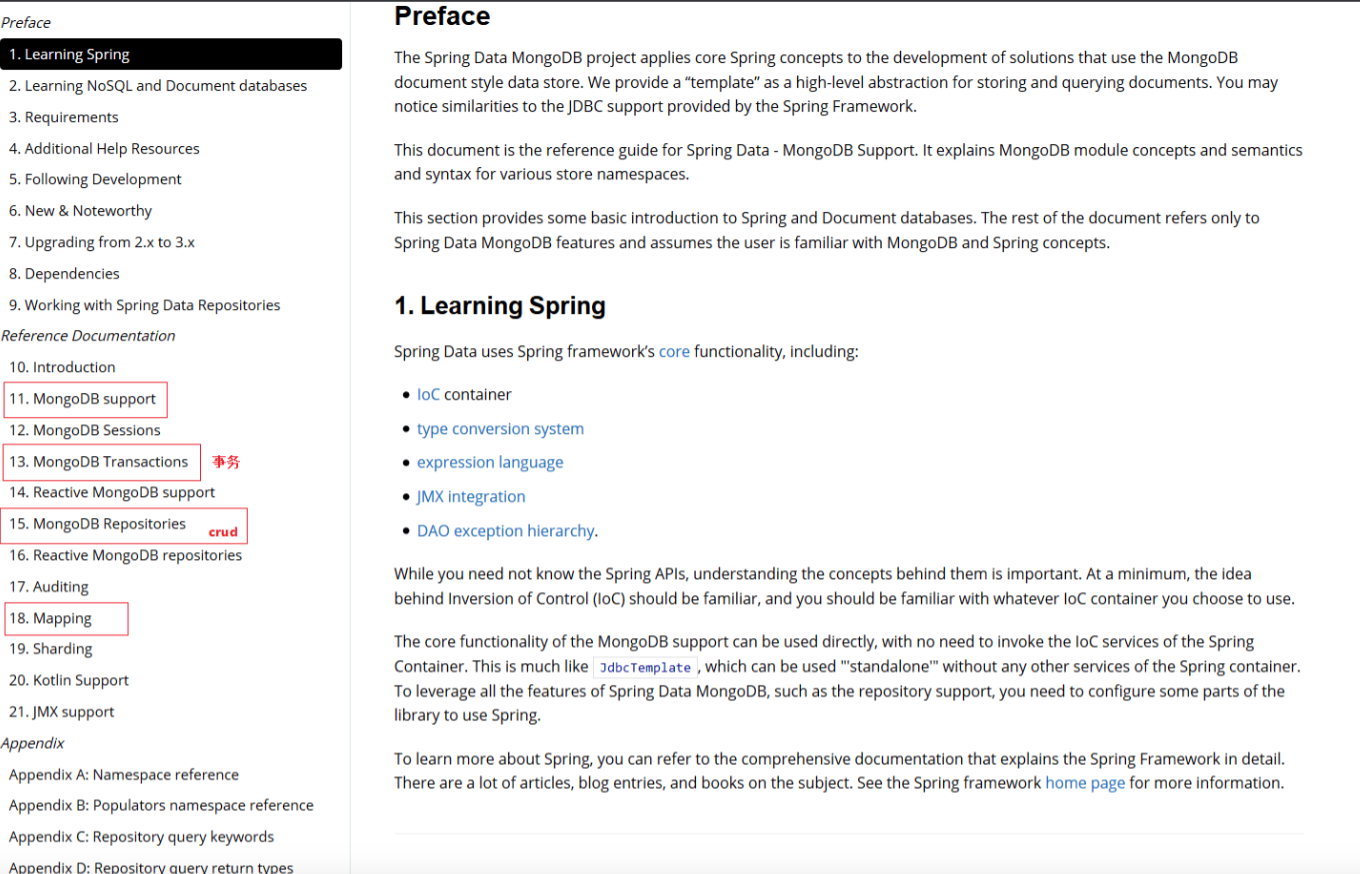 Preface
1. Learning Spring
2. Learning NoSQL and Document databases
3. Requirements
4. Additional Help Resources
5. Following Development
6. New & Noteworthy
7. Upgrading from 2.x to 3.x
8. Dependencies
9. Working with Spring Data Repositories
Reference Documentation
10. Introduction
11. MongoDB support
12. MongoDB Sessions
13. MongoDB Transactions 事务
14. Reactive MongoDB support
15. MongoDB Repositories crud
16. Reactive MongoDB repositories
17. Auditing
18. Mapping
19. Sharding
20. Kotlin Support
21. JMX support
Appendix
Appendix A: Namespace reference
Appendix B: Populators namespace reference
Appendix C: Repository query keywords
Appendix D: Repository query return types
Preface
The Spring Data MongoDB project applies core Spring concepts to the development of solutions that use the MongoDB
document style data store. We provide a “template” as a high-level abstraction for storing and querying documents. You may
notice similarities to the JDBC support provided by the Spring Framework.
This document is the reference guide for Spring Data - MongoDB Support. It explains MongoDB module concepts and semantics
and syntax for various store namespaces.
This section provides some basic introduction to Spring and Document databases. The rest of the document refers only to
Spring Data MongoDB features and assumes the user is familiar with MongoDB and Spring concepts.
1. Learning Spring
Spring Data uses Spring framework’s core functionality, including:
• IoC container
• type conversion system
• expression language
• JMX integration
• DAO exception hierarchy.
While you need not know the Spring APIs, understanding the concepts behind them is important. At a minimum, the idea
behind Inversion of Control (IoC) should be familiar, and you should be familiar with whatever IoC container you choose to use.
The core functionality of the MongoDB support can be used directly, with no need to invoke the IoC services of the Spring
Container. This is much like JdbcTemplate, which can be used "'standalone'" without any other services of the Spring container.
To leverage all the features of Spring Data MongoDB, such as the repository support, you need to configure some parts of the
library to use Spring.
To learn more about Spring, you can refer to the comprehensive documentation that explains the Spring Framework in detail.
There are a lot of articles, blog entries, and books on the subject. See the Spring framework home page for more information.